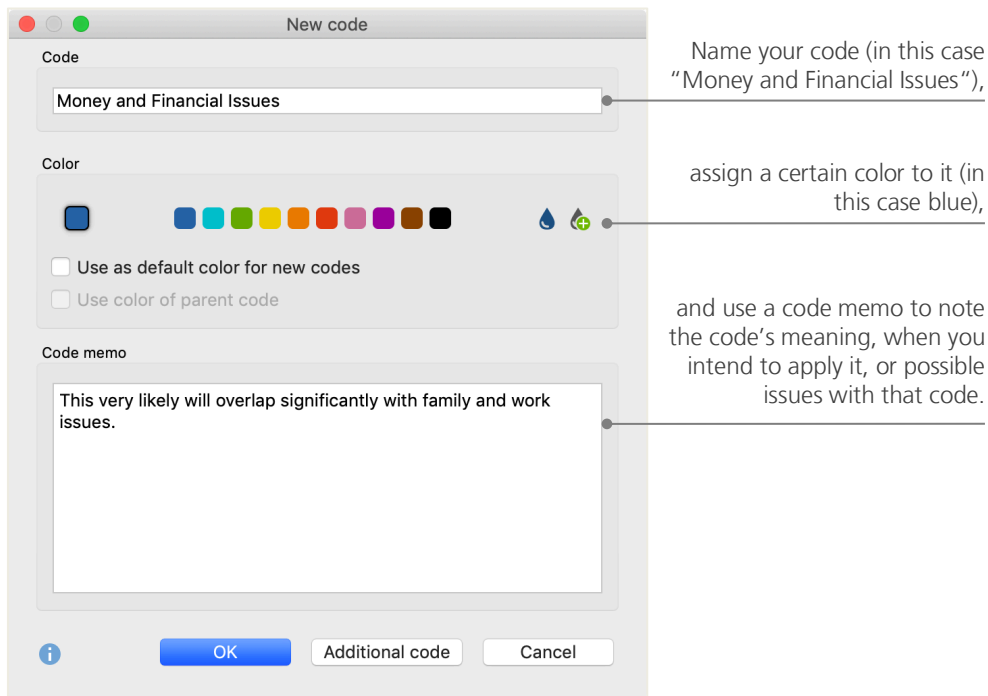 New code
Code
Money and Financial Issues
Color
Use as default color for new codes
Use color of parent code
Code memo
This very likely will overlap significantly with family and work
issues.
OK
Additional code
Cancel
Name your code (in this case
“Money and Financial Issues“),
assign a certain color to it (in
this case blue),
and use a code memo to note
the code’s meaning, when you
intend to apply it, or possible
issues with that code.